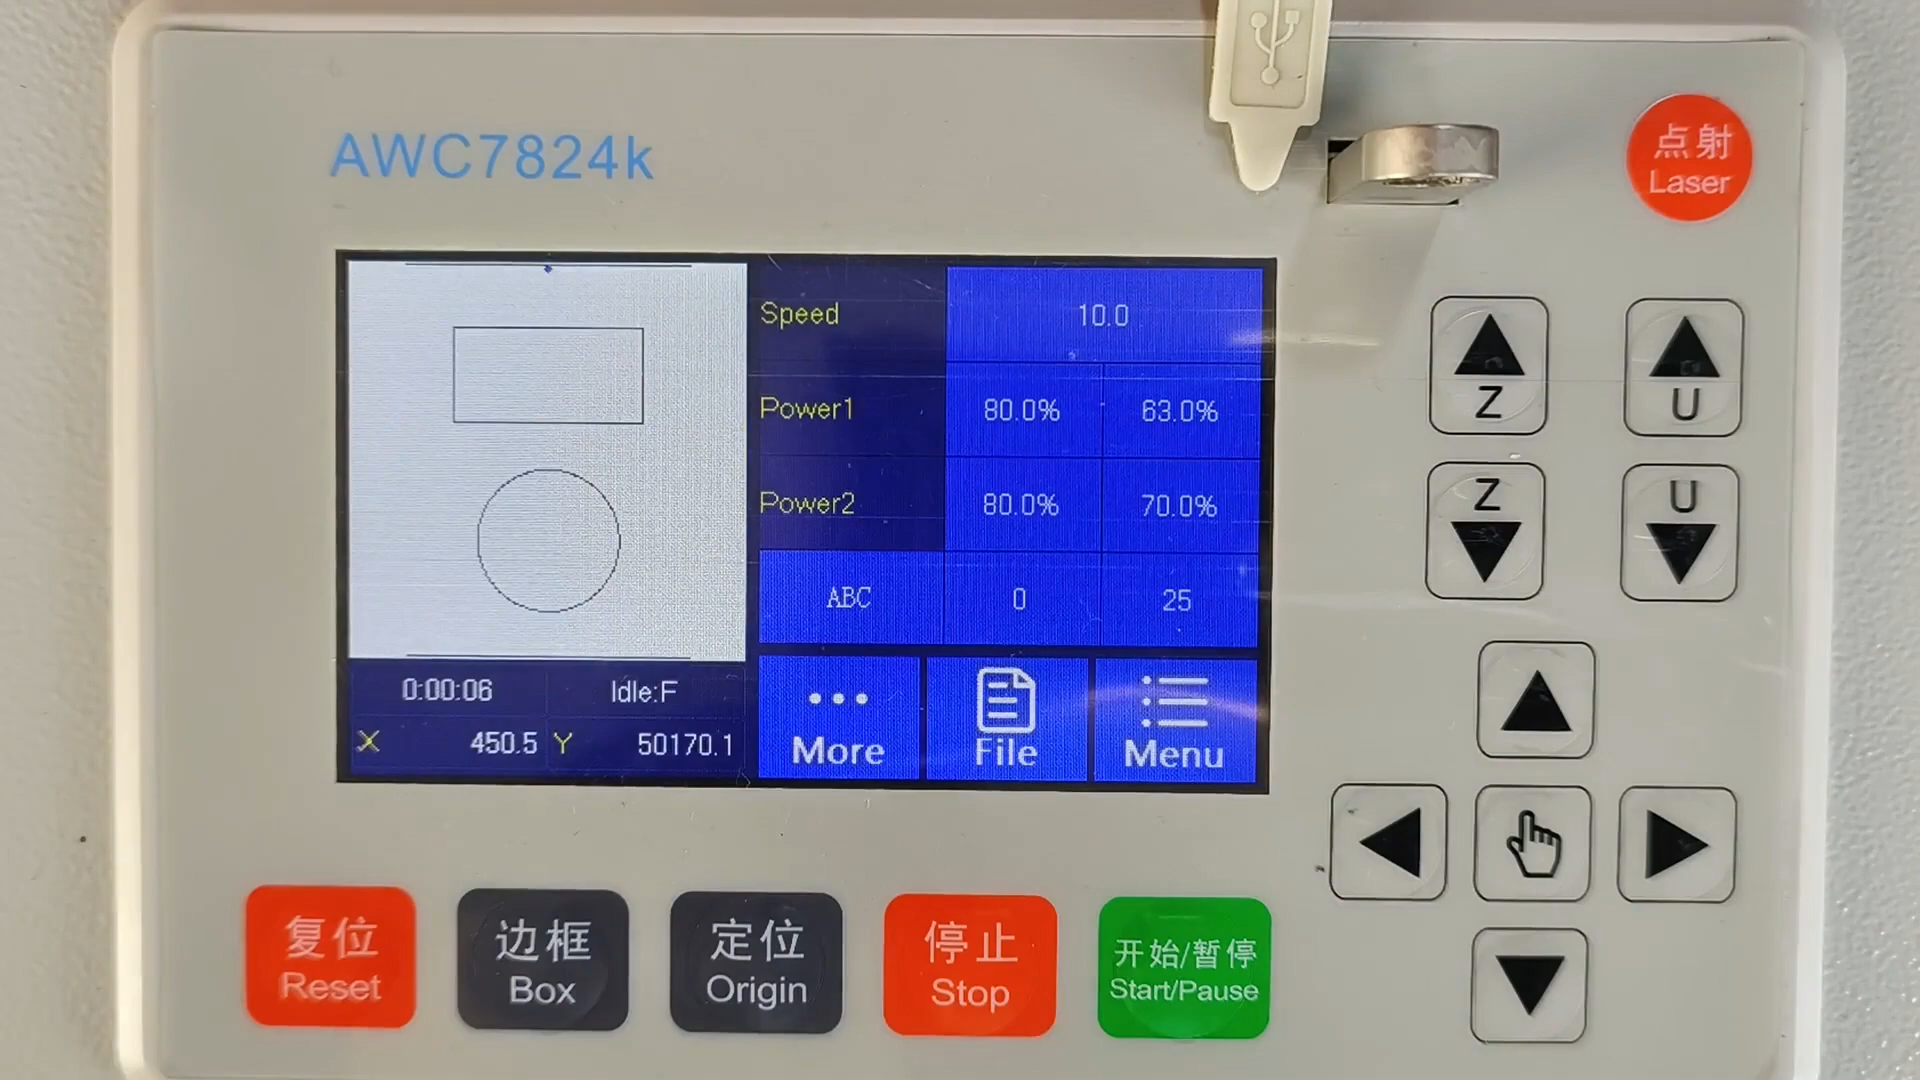 AWC7824k
点射
Laser
Speed 10.0
Power1 80.0% 63.0%
Power2 80.0% 70.0%
ABC 0 25
0:00:06 Idle:F
X 450.5 Y 50170.1
More File Menu
Z U
Z U
复位
Reset
边框
Box
定位
Origin
停止
Stop
开始/暂停
Start/Pause